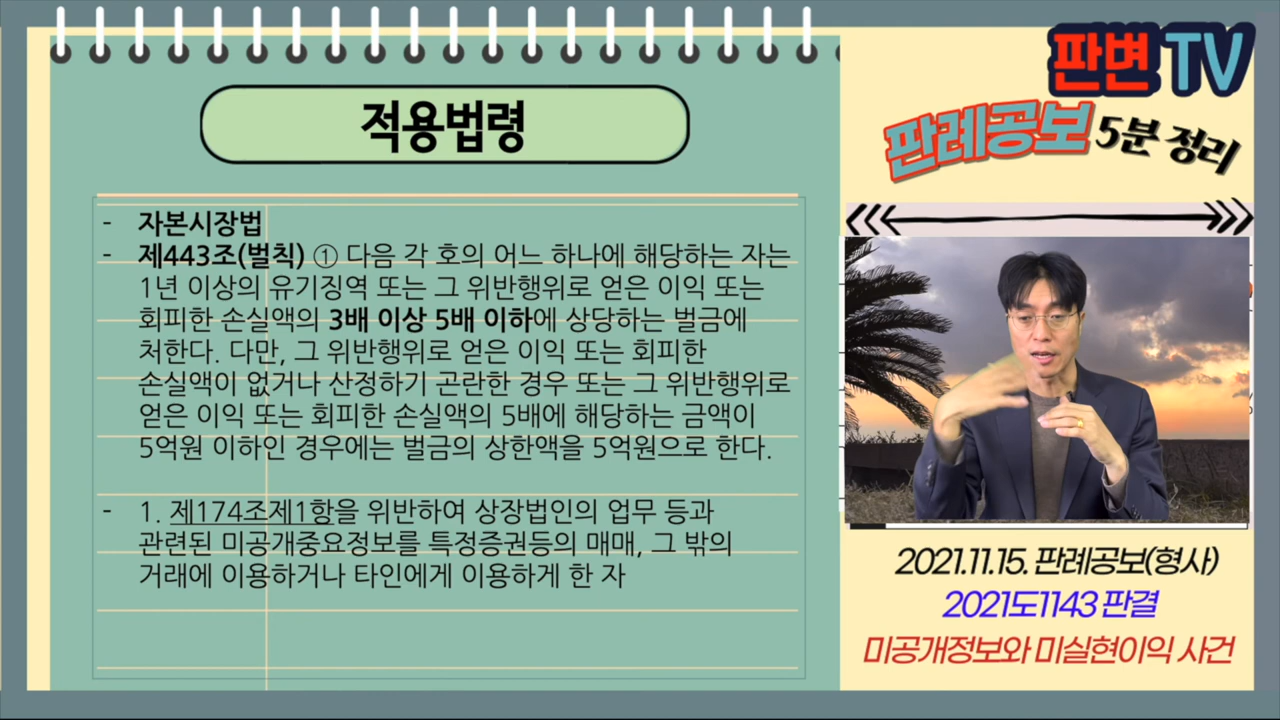 적용법령
- 자본시장법
- 제443조(벌칙) ① 다음 각 호의 어느 하나에 해당하는 자는
1년 이상의 유기징역 또는 그 위반행위로 얻은 이익 또는
회피한 손실액의 3배 이상 5배 이하에 상당하는 벌금에
처한다. 다만, 그 위반행위로 얻은 이익 또는 회피한
손실액이 없거나 산정하기 곤란한 경우 또는 그 위반행위로
얻은 이익 또는 회피한 손실액의 5배에 해당하는 금액이
5억원 이하인 경우에는 벌금의 상한액을 5억원으로 한다.
- 1. 제174조제1항을 위반하여 상장법인의 업무 등과
관련된 미공개중요정보를 특정증권등의 매매, 그 밖의
거래에 이용하거나 타인에게 이용하게 한 자
판변 TV
판례공보 5분 정리
2021.11.15. 판례공보(형사)
2021도1143 판결
미공개정보와 미실현이익 사건